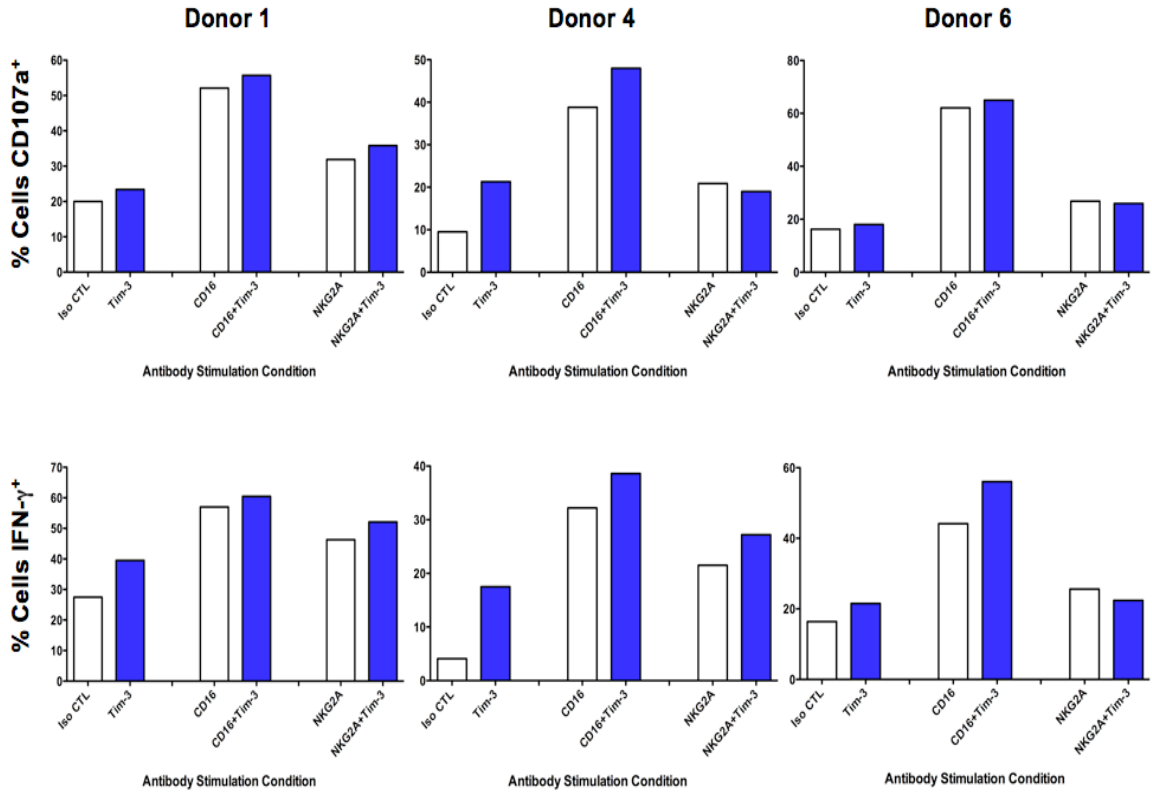 Donor 1 Donor 4 Donor 6
% Cells CD107a⁺
60
50
40
30
20
10
0
Iso CTL
Tim-3
CD16
CD16+Tim-3
NKG2A
NKG2A+Tim-3
Antibody Stimulation Condition
50
40
30
20
10
0
Iso CTL
Tim-3
CD16
CD16+Tim-3
NKG2A
NKG2A+Tim-3
Antibody Stimulation Condition
80
60
40
20
0
Iso CTL
Tim-3
CD16
CD16+Tim-3
NKG2A
NKG2A+Tim-3
Antibody Stimulation Condition
% Cells IFN-γ⁺
70
60
50
40
30
20
10
0
Iso CTL
Tim-3
CD16
CD16+Tim-3
NKG2A
NKG2A+Tim-3
Antibody Stimulation Condition
40
30
20
10
0
Iso CTL
Tim-3
CD16
CD16+Tim-3
NKG2A
NKG2A+Tim-3
Antibody Stimulation Condition
60
40
20
0
Iso CTL
Tim-3
CD16
CD16+Tim-3
NKG2A
NKG2A+Tim-3
Antibody Stimulation Condition